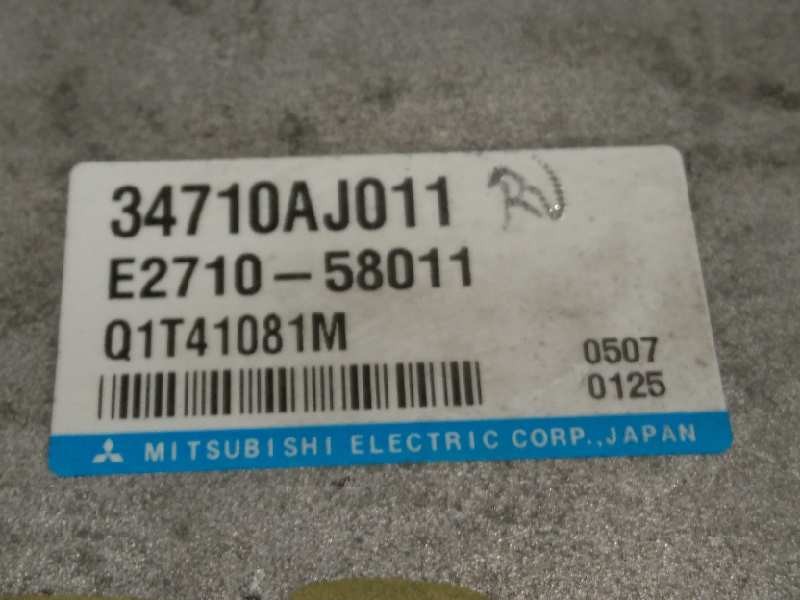 34710AJ011
E2710-58011
Q1T41081M
0507
0125
MITSUBISHI ELECTRIC CORP., JAPAN